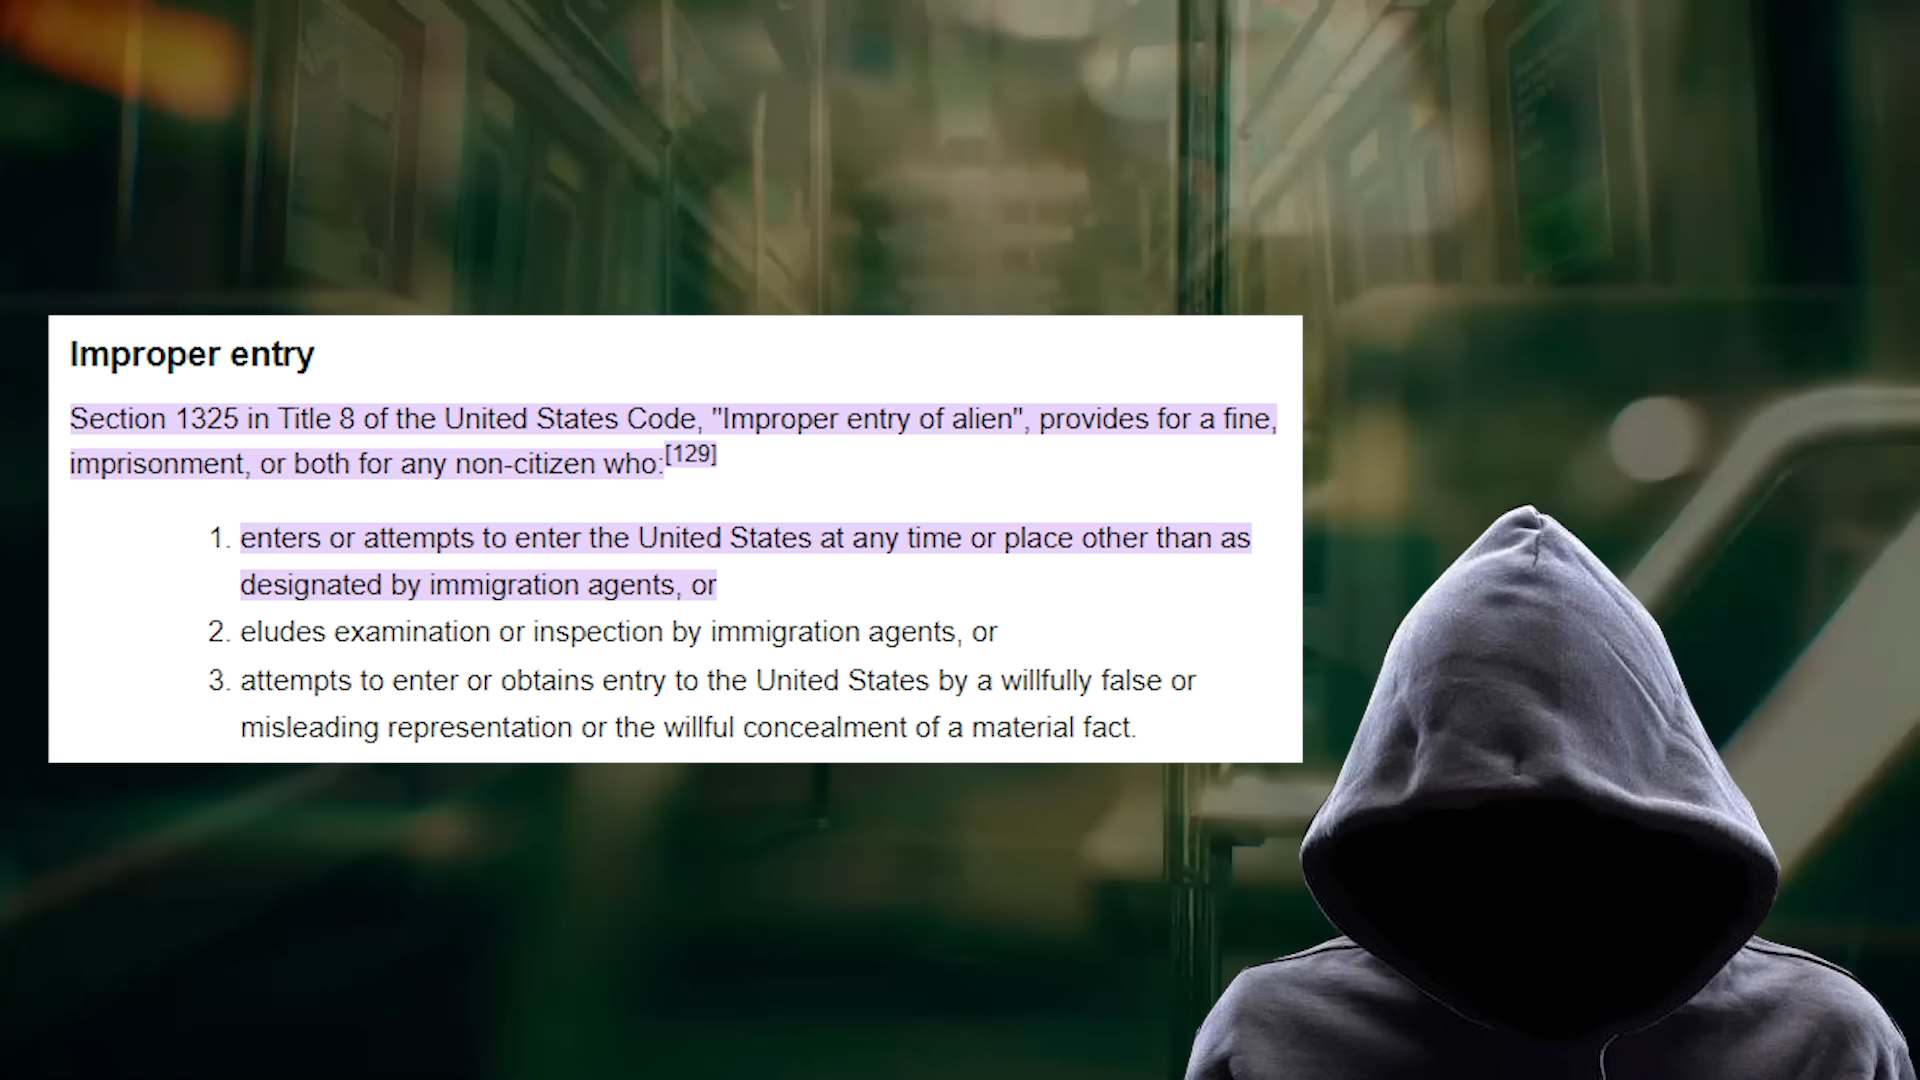 Improper entry
Section 1325 in Title 8 of the United States Code, "Improper entry of alien", provides for a fine,
imprisonment, or both for any non-citizen who:[129]
1. enters or attempts to enter the United States at any time or place other than as
designated by immigration agents, or
2. eludes examination or inspection by immigration agents, or
3. attempts to enter or obtains entry to the United States by a willfully false or
misleading representation or the willful concealment of a material fact.